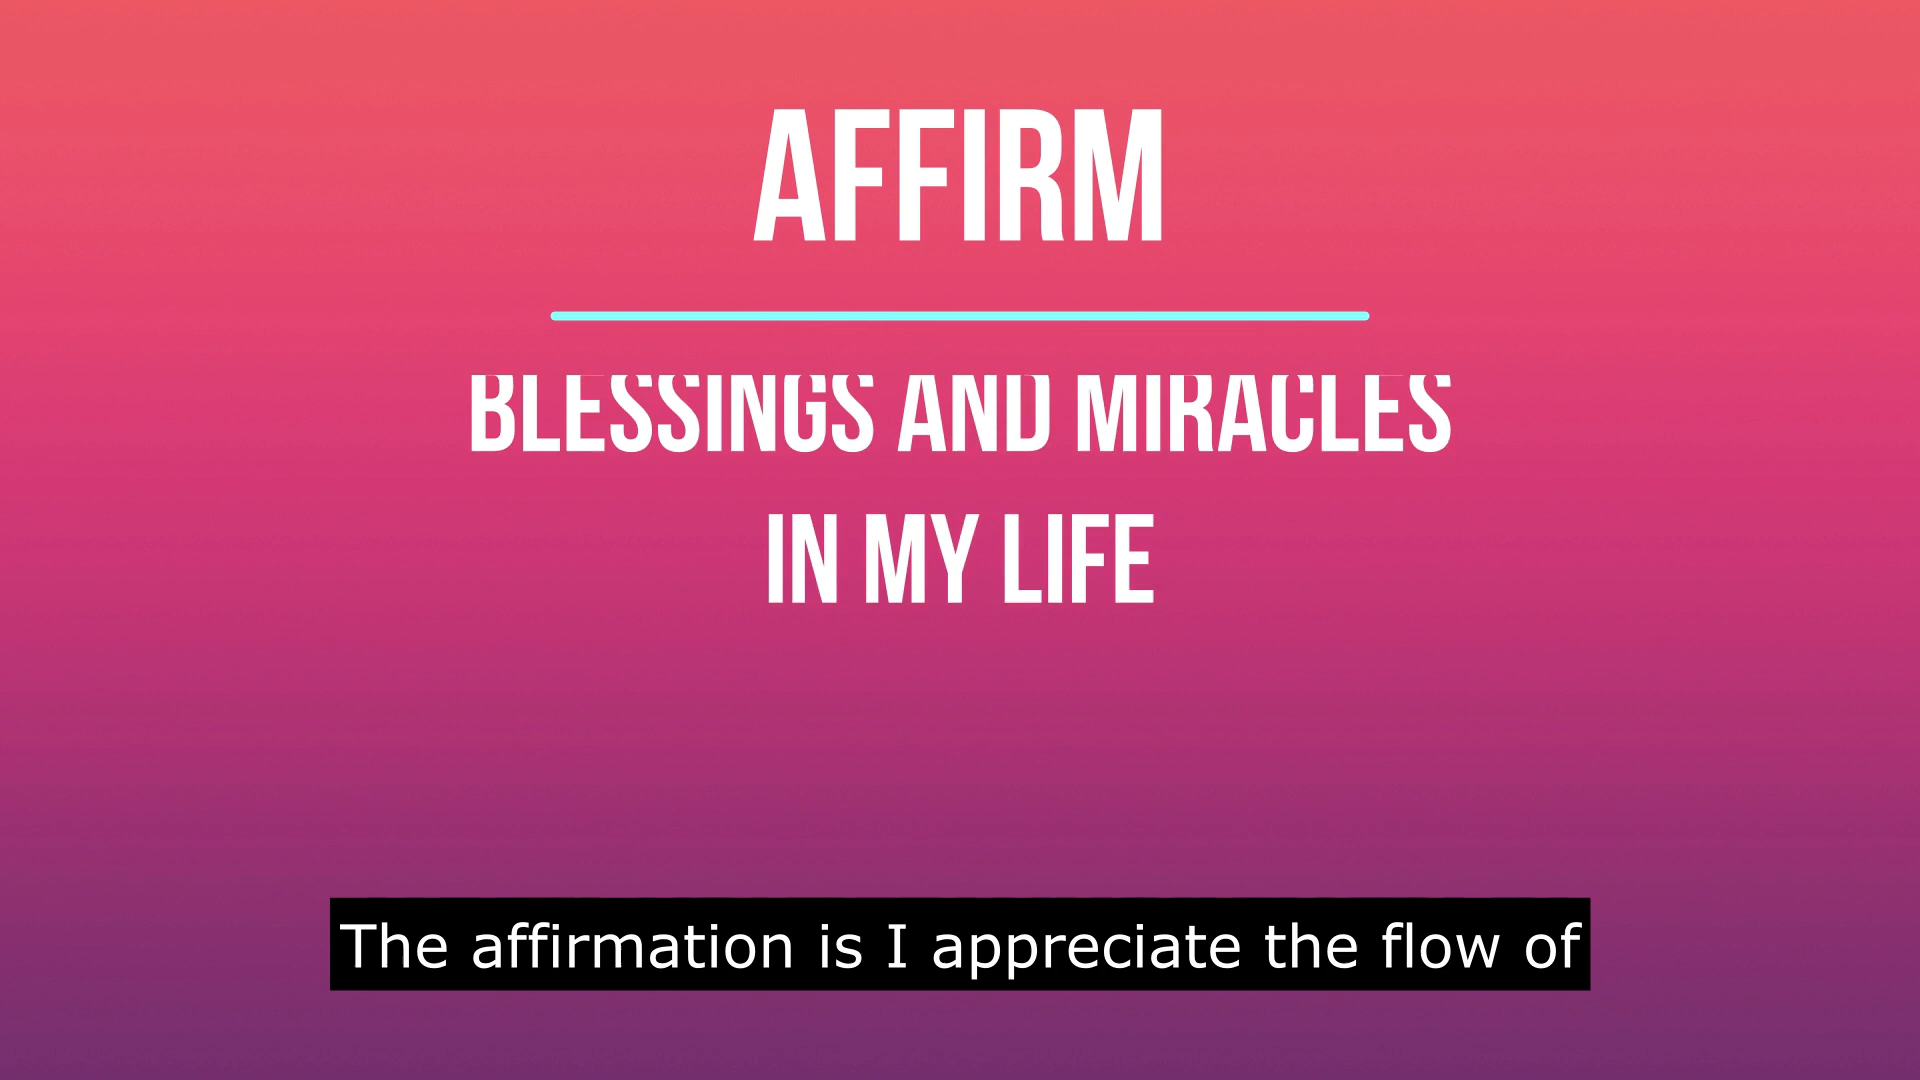 AFFIRM
BLESSINGS AND MIRACLES
IN MY LIFE
The affirmation is I appreciate the flow of